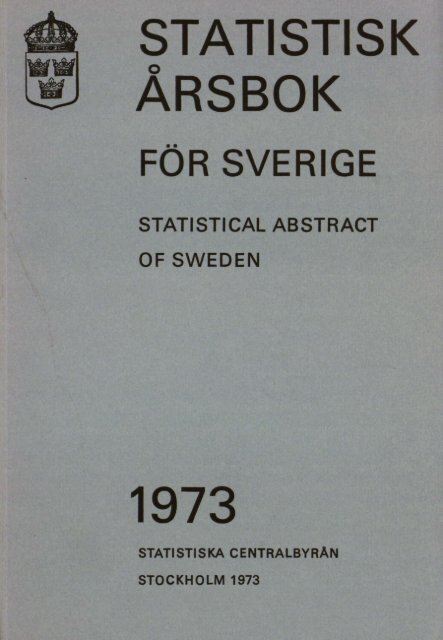 STATISTISK
ÅRSBOK
FÖR SVERIGE
STATISTICAL ABSTRACT
OF SWEDEN
1973
STATISTISKA CENTRALBYRÅN
STOCKHOLM 1973